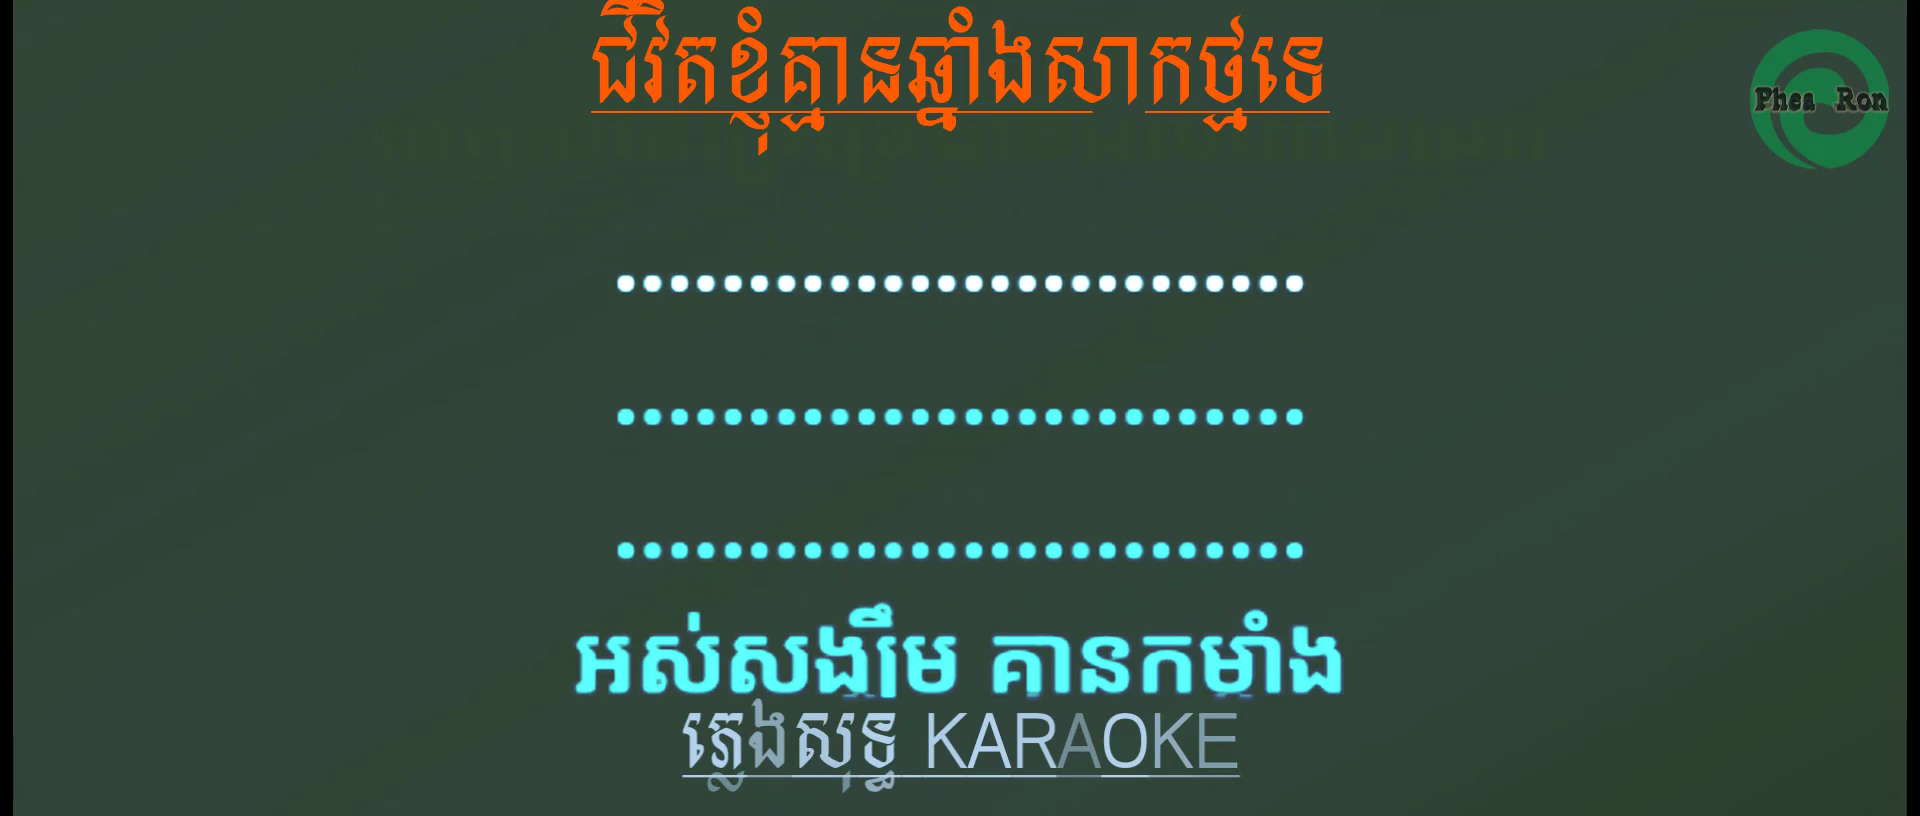 ជីវិតខ្ញុំគ្មានឆ្នាំងសាកថ្មទេ
Phea Ron
..........................
..........................
..........................
អស់សង្ឃឹម គ្មានកម្លាំង
ភ្លេងសុទ្ធ KARAOKE